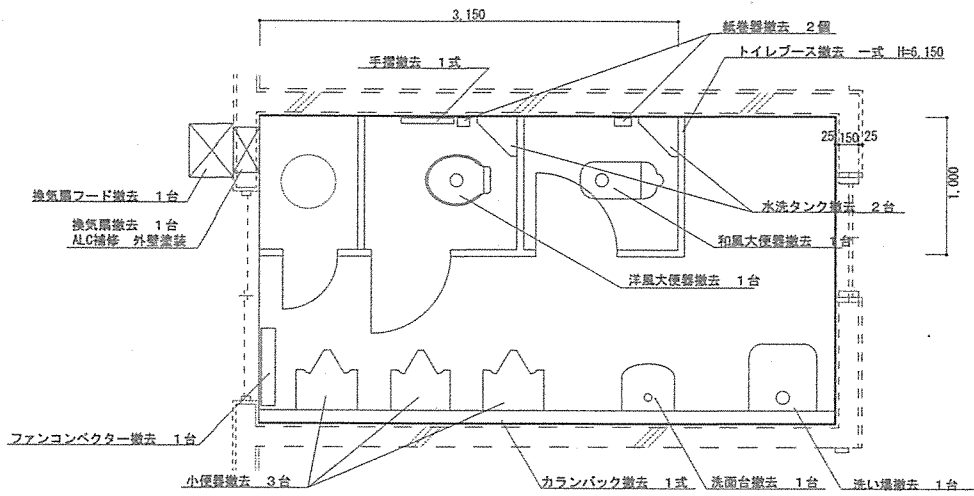 3,150
紙巻器撤去 2個
手摺撤去 1式
トイレブース撤去 一式 H=6,150
25 150 25
1,000
換気扇フード撤去 1台
換気扇撤去 1台
ALC補修 外壁塗装
水洗タンク撤去 2台
和風大便器撤去 1台
洋風大便器撤去 1台
ファンコンベクター撤去 1台
小便器撤去 3台
カランバック撤去 1式
洗面台撤去 1台
洗い場撤去 1台